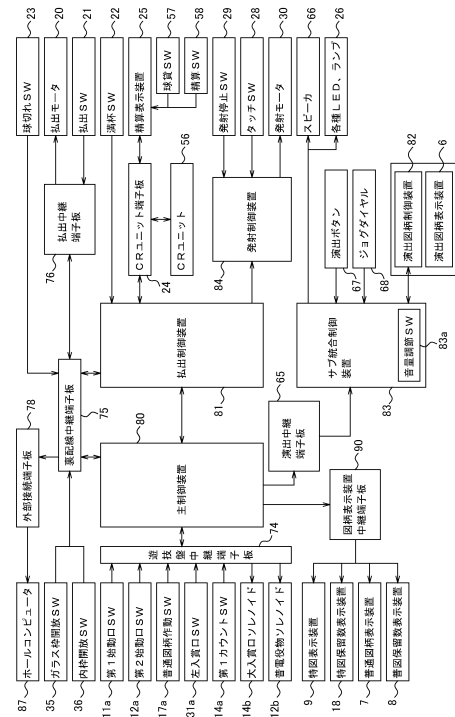 87
ホールコンピュータ
35
ガラス枠開放SW
36
内枠開放SW
11a
第1始動口SW
12a
第2始動口SW
17a
普通図柄作動SW
31a
左入賞口SW
14a
第1カウントSW
14b
大入賞口ソレノイド
12b
普電役物ソレノイド
9
特図表示装置
18
特図保留数表示装置
7
普通図柄表示装置
8
普図保留数表示装置
外部接続端子板
78
裏配線中継端子板
75
遊技盤中継端子板
74
主制御装置
80
演出中継
端子板
65
図柄表示装置
中継端子板
90
払出中継
端子板
76
払出制御装置
81
CRユニット端子板
24
CRユニット
56
発射制御装置
84
サブ統合制御
装置
83
音量調節SW
83a
演出ボタン
67
ジョグダイヤル
68
球切れSW
23
払出モータ
20
払出SW
21
満杯SW
22
精算表示装置
25
球貸SW
57
精算SW
58
発射停止SW
29
タッチSW
28
発射モータ
30
スピーカ
66
各種LED、ランプ
26
演出図柄制御装置
82
演出図柄表示装置
6